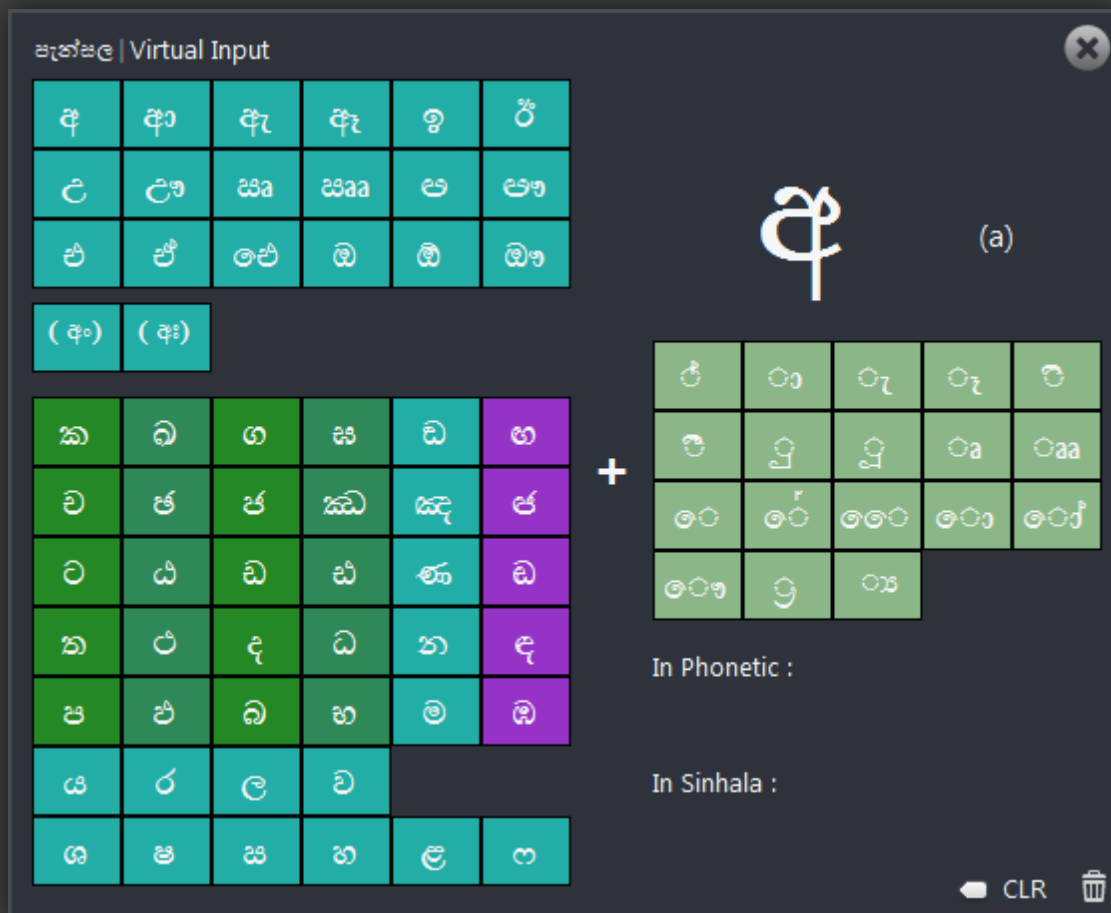 පැන්සල | Virtual Input
අ ආ ඇ ඈ ඉ ඊ
උ ඌ ඍ ඎ ඏ ඐ
එ ඒ ඓ ඔ ඕ ඖ
( අං) ( අඃ)
අ (a)
ක ඛ ග ඝ ඞ ඟ
ච ඡ ජ ඣ ඤ ඦ
ට ඨ ඩ ඪ ණ ඬ
ත ථ ද ධ න ඳ
ප ඵ බ භ ම ඹ
ය ර ල ව
ශ ෂ ස හ ළ ෆ
+
◌් ◌ා ◌ැ ◌ෑ ◌ි
◌ී ◌ු ◌ූ ◌ෘ ◌ෲ
◌ෙ ◌ේ ◌ෛ ◌ො ◌ෝ
◌ෞ ◌්‍ර ◌්‍ය
In Phonetic :
In Sinhala :
CLR